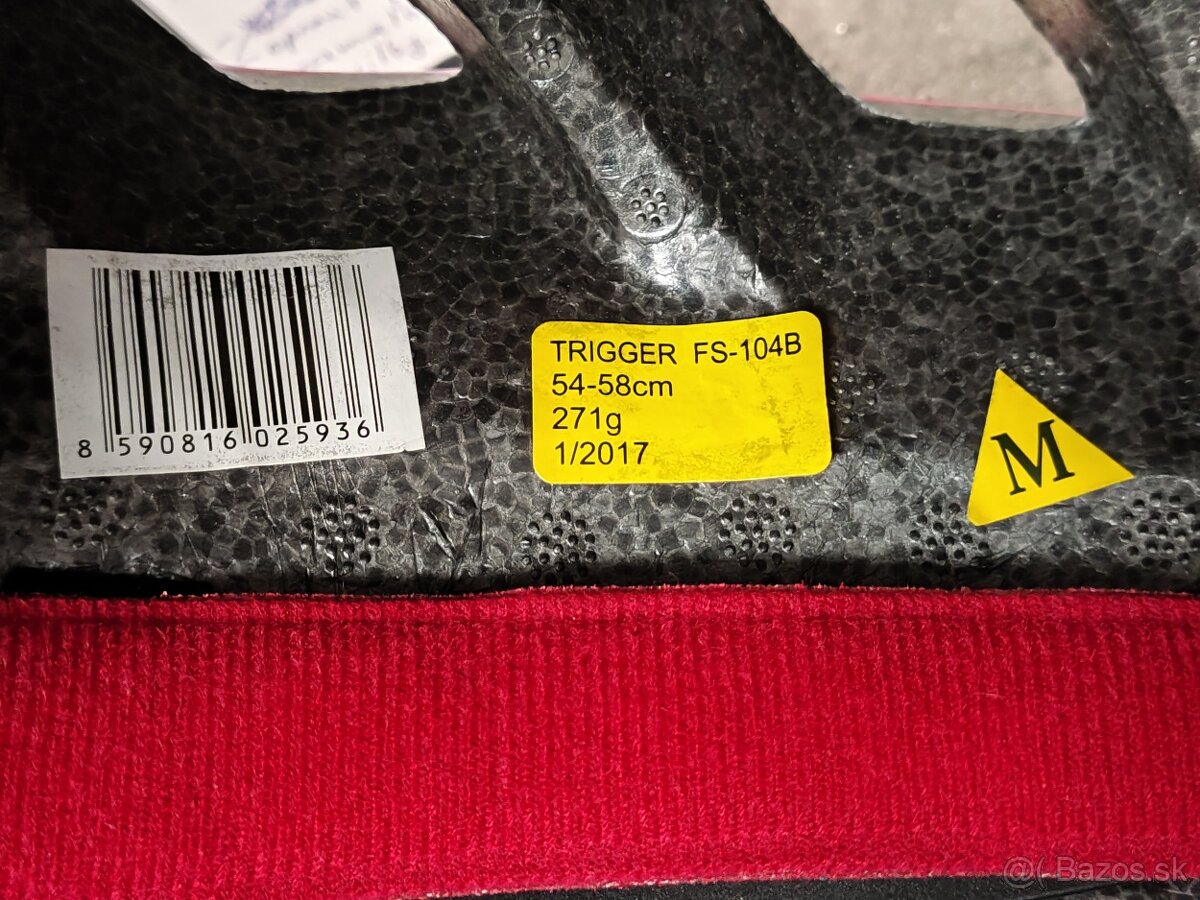 TRIGGER FS-104B
54-58cm
271g
1/2017
M
8 590816 025936
@( Bazos.sk